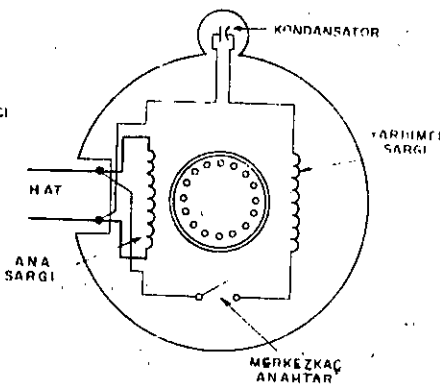 KONDANSATOR
YARDIMCI
SARGI
HAT
ANA
SARGI
MERKEZKAÇ
ANAHTAR